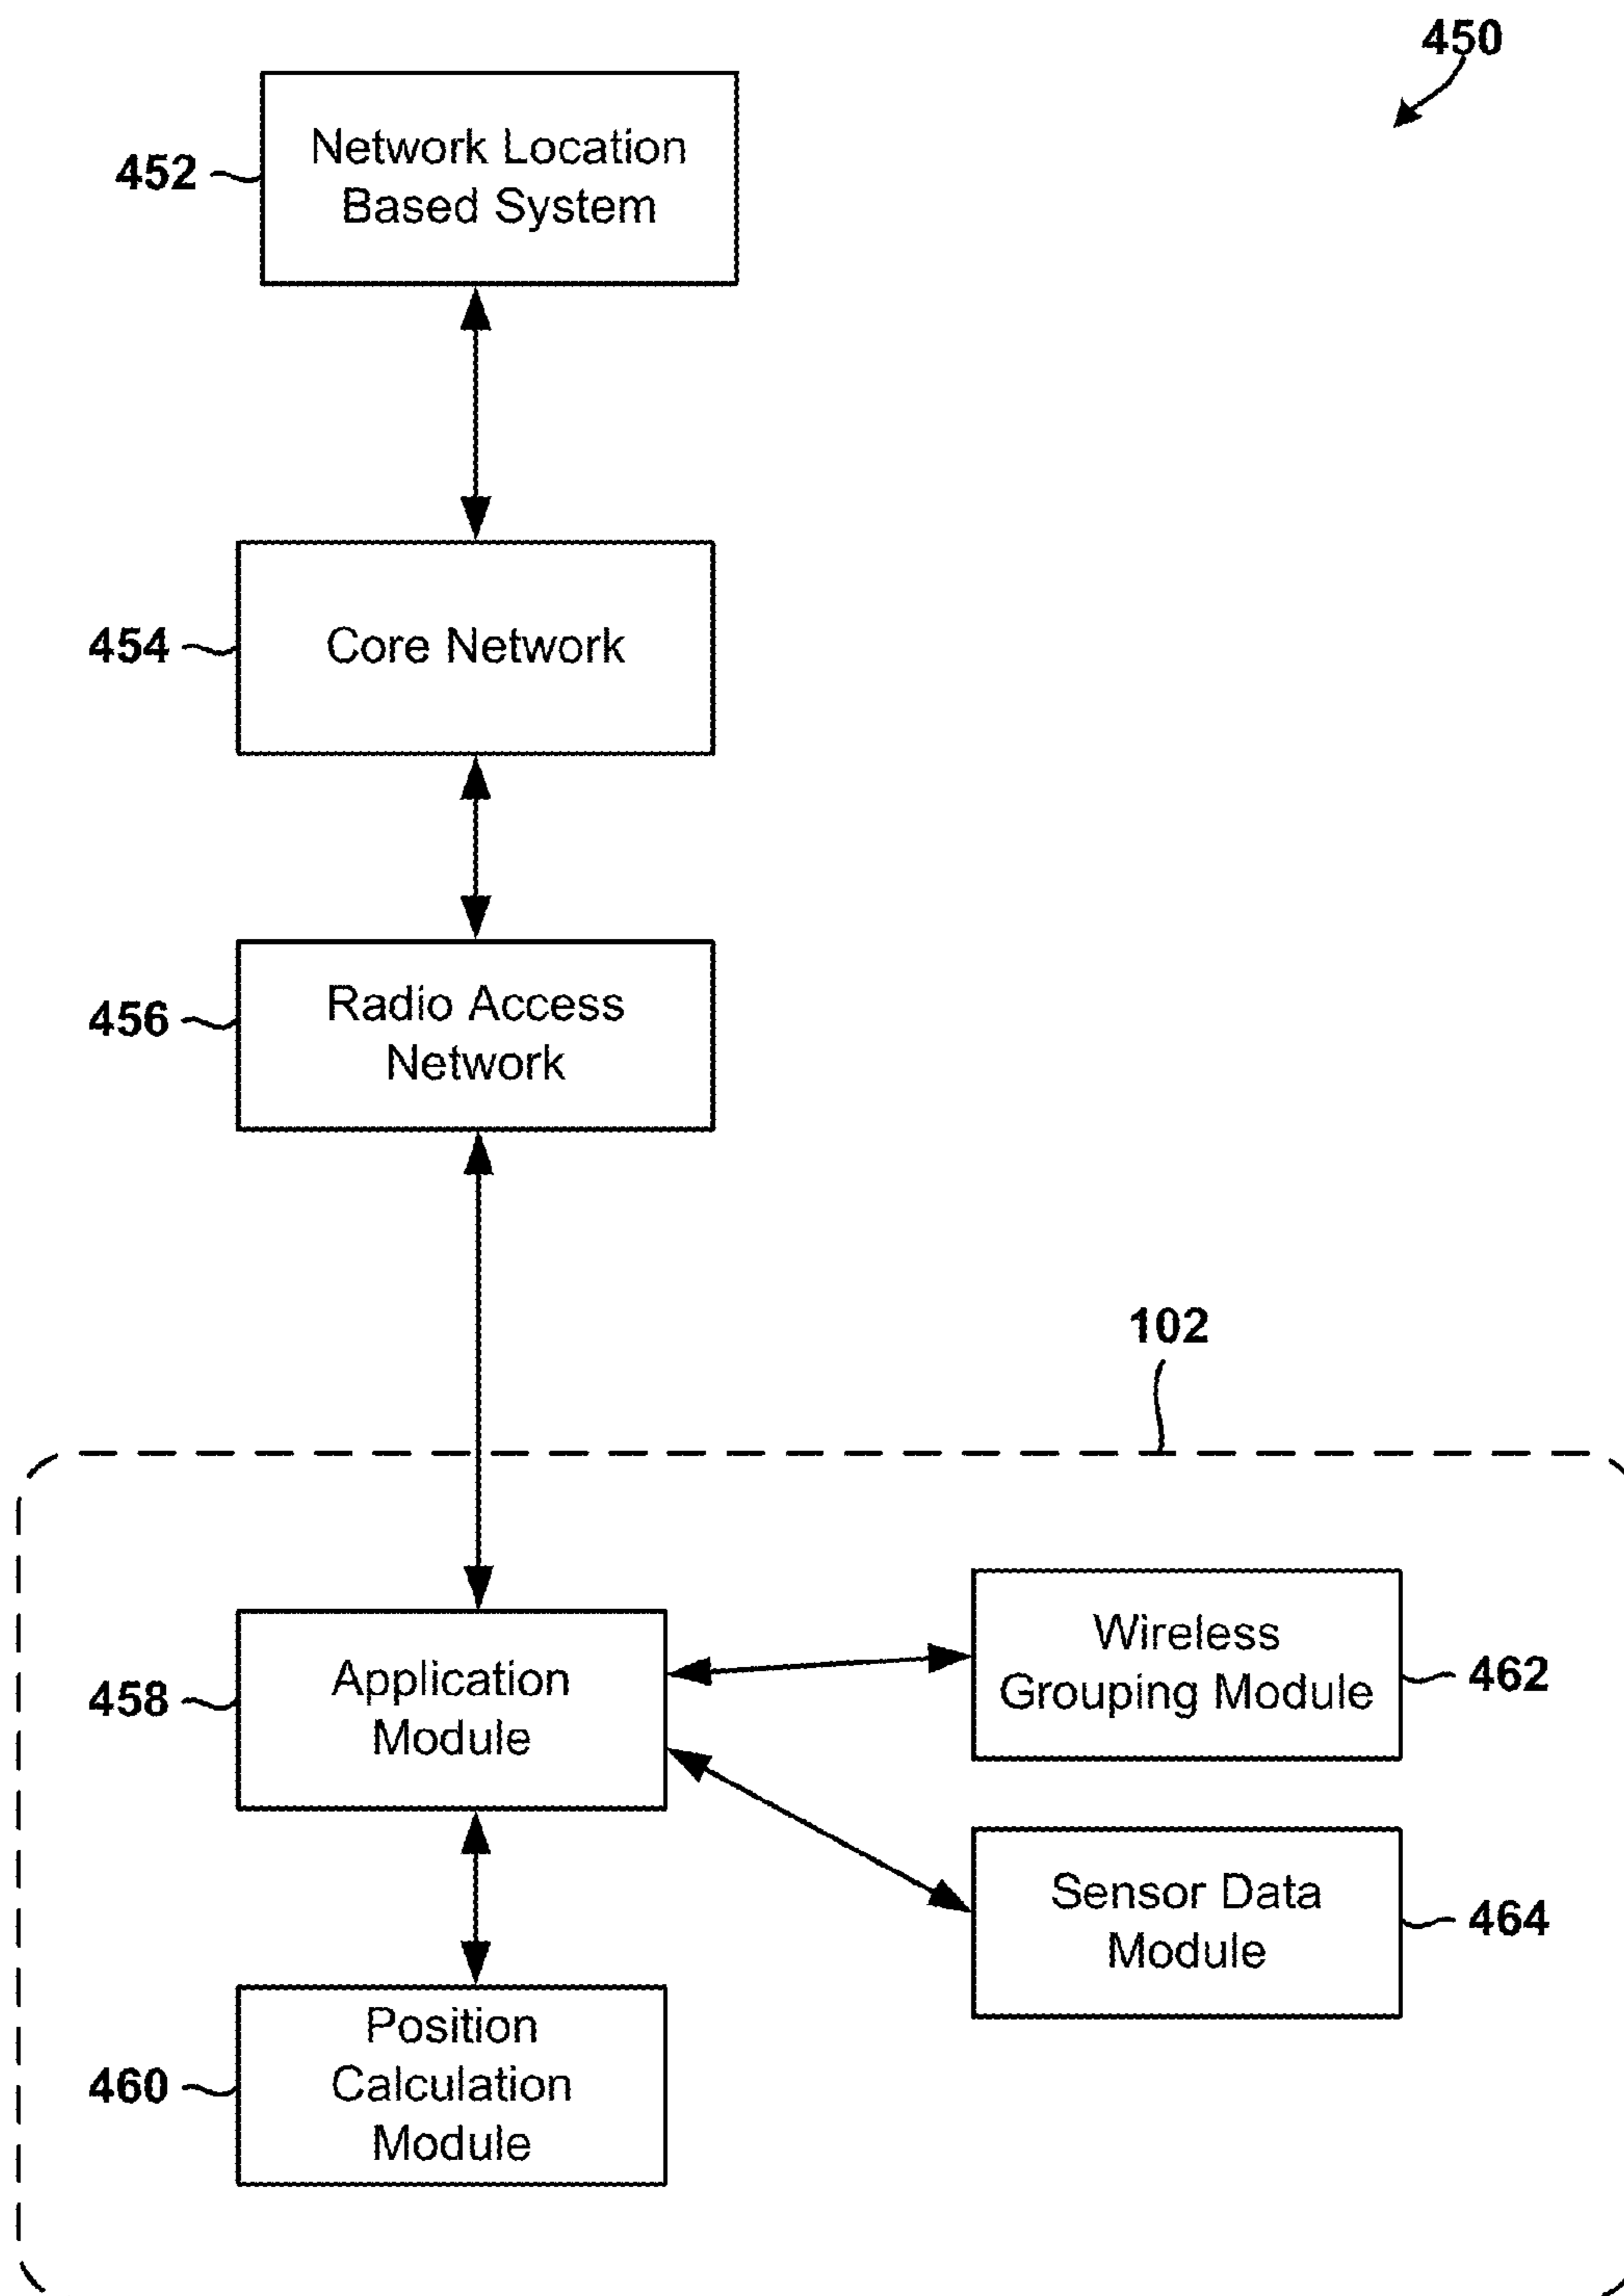 450
Network Location
Based System
452
Core Network
454
Radio Access
Network
456
102
Application
Module
458
Wireless
Grouping Module
462
Sensor Data
Module
464
Position
Calculation
Module
460